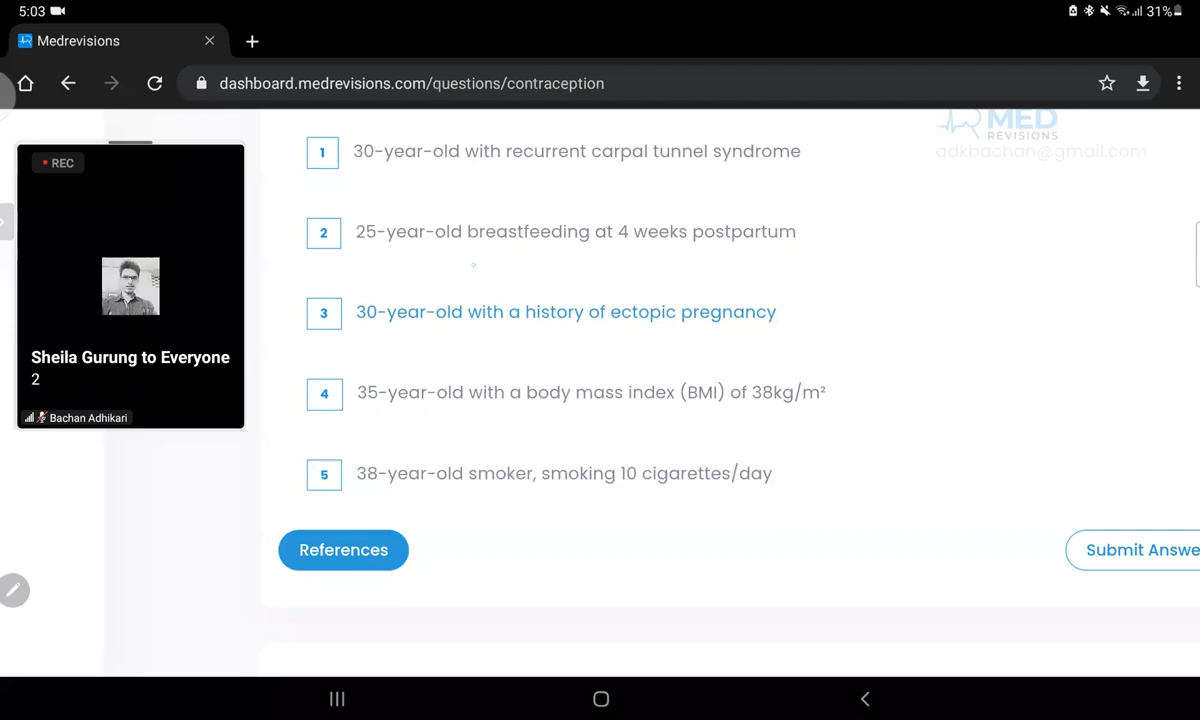 5:03
31%
Medrevisions
dashboard.medrevisions.com/questions/contraception
MED
REVISIONS
adkbachan@gmail.com
REC
Sheila Gurung to Everyone
2
Bachan Adhikari
1 30-year-old with recurrent carpal tunnel syndrome
2 25-year-old breastfeeding at 4 weeks postpartum
3 30-year-old with a history of ectopic pregnancy
4 35-year-old with a body mass index (BMI) of 38kg/m²
5 38-year-old smoker, smoking 10 cigarettes/day
References
Submit Answe